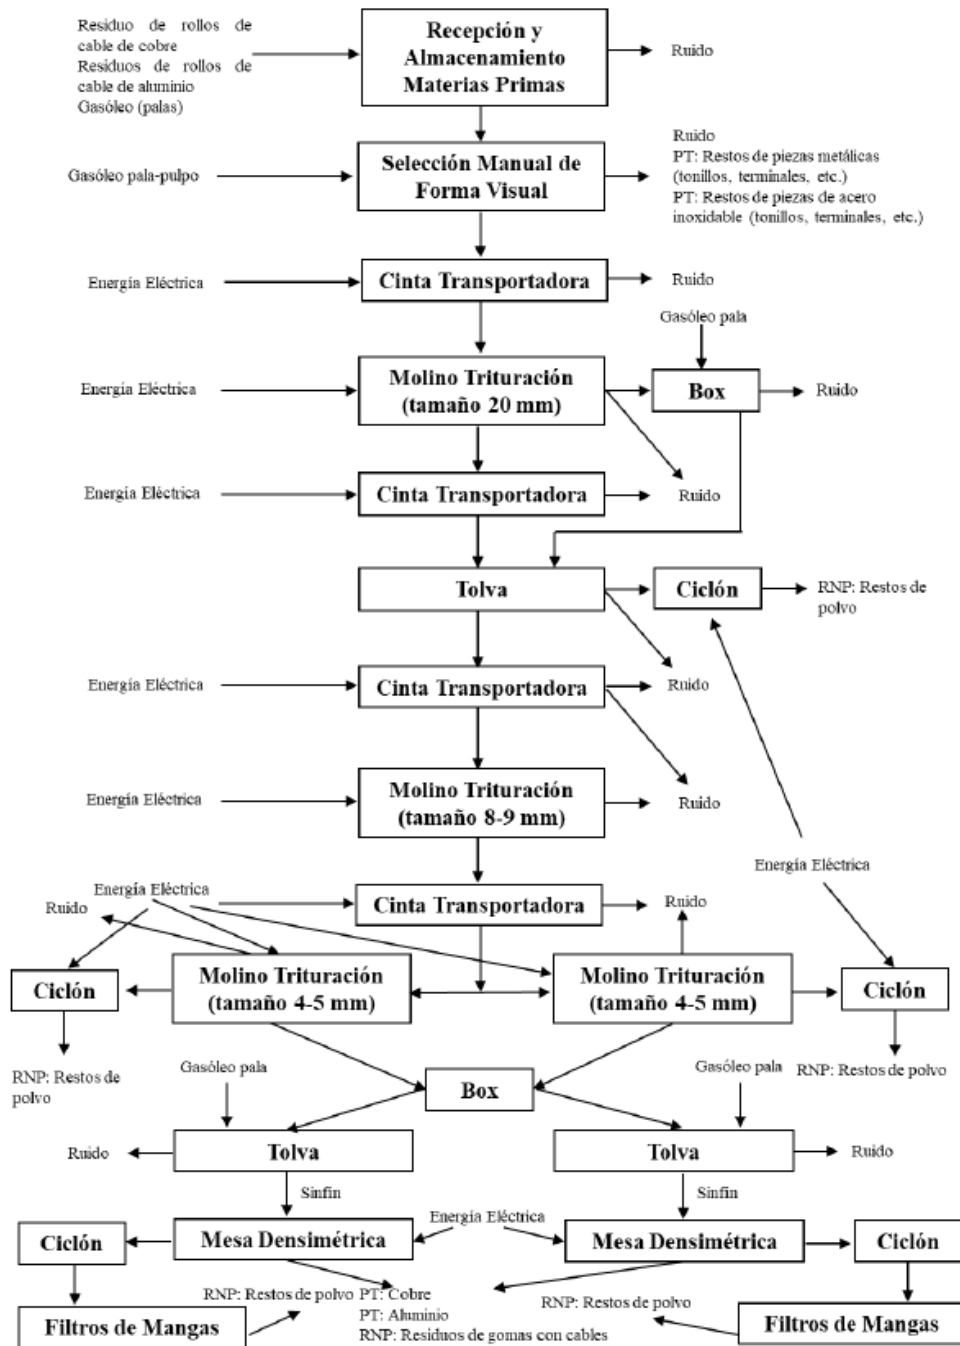 Residuo de rollos de
cable de cobre
Residuos de rollos de
cable de aluminio
Gasóleo (palas)
Recepción y
Almacenamiento
Materias Primas
Ruido
Gasóleo pala-pulpo
Selección Manual de
Forma Visual
Ruido
PT: Restos de piezas metálicas
(tonillos, terminales, etc.)
PT: Restos de piezas de acero
inoxidable (tonillos, terminales, etc.)
Energía Eléctrica
Cinta Transportadora
Ruido
Gasóleo pala
Energía Eléctrica
Molino Trituración
(tamaño 20 mm)
Box
Ruido
Energía Eléctrica
Cinta Transportadora
Ruido
Tolva
Ciclón
RNP: Restos de
polvo
Energía Eléctrica
Cinta Transportadora
Ruido
Energía Eléctrica
Molino Trituración
(tamaño 8-9 mm)
Ruido
Energía Eléctrica
Energía Eléctrica
Ruido
Cinta Transportadora
Ruido
Ciclón
Molino Trituración
(tamaño 4-5 mm)
Molino Trituración
(tamaño 4-5 mm)
Ciclón
RNP: Restos de
polvo
Gasóleo pala
Box
Gasóleo pala
RNP: Restos de polvo
Ruido
Tolva
Tolva
Ruido
Sinfín
Sinfín
Ciclón
Mesa Densimétrica
Energía Eléctrica
Mesa Densimétrica
Ciclón
Filtros de Mangas
RNP: Restos de polvo
PT: Cobre
PT: Aluminio
RNP: Residuos de gomas con cables
RNP: Restos de polvo
Filtros de Mangas